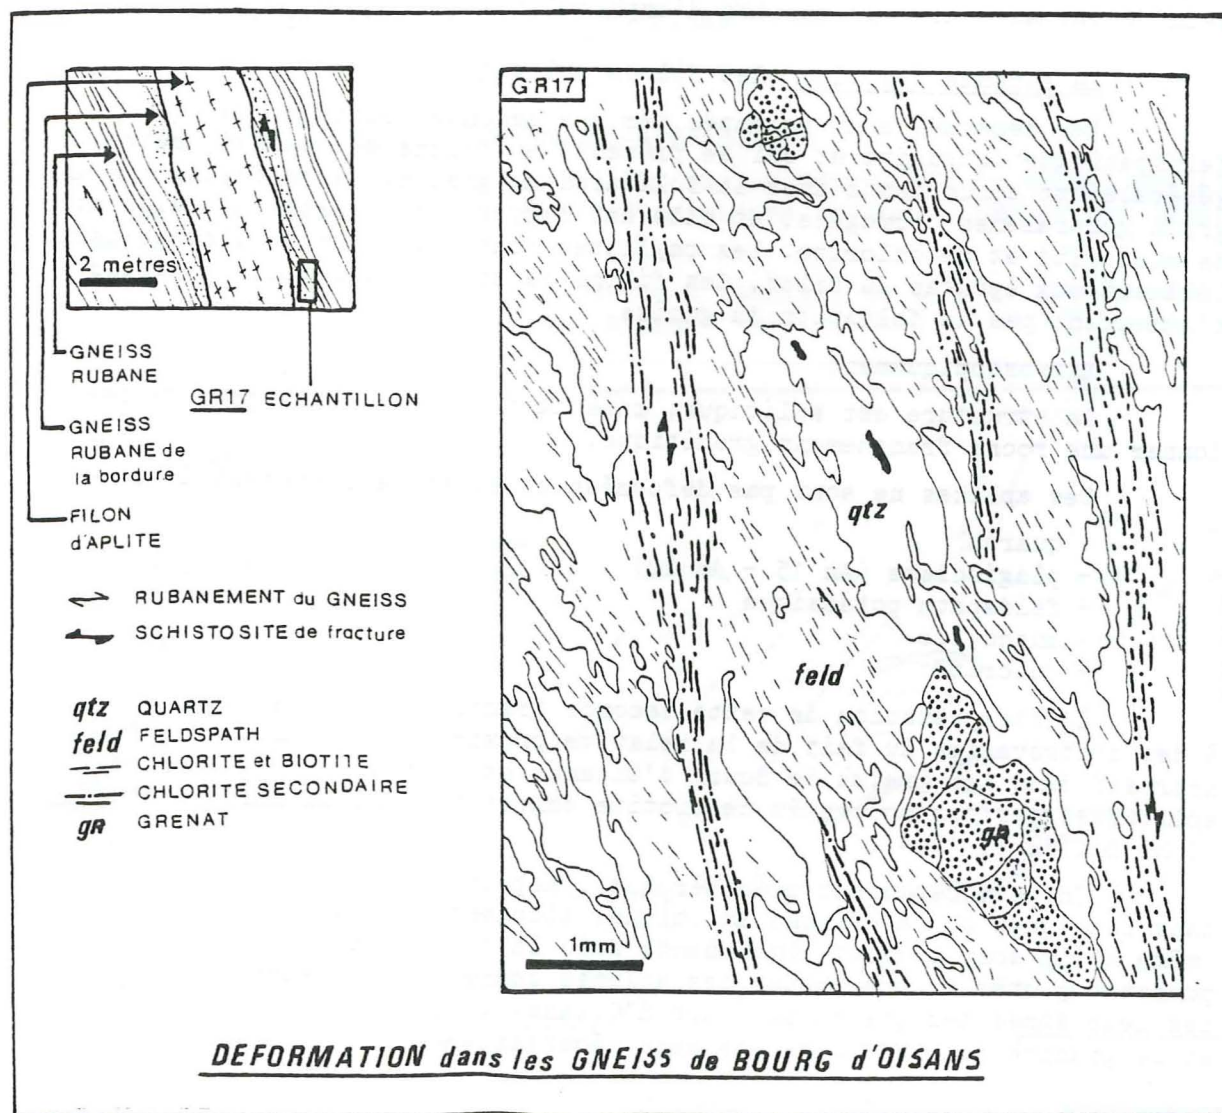 GR17
2 metres
GNEISS
RUBANE
GR17 ECHANTILLON
GNEISS
RUBANE de
la bordure
FILON
d'APLITE
RUBANEMENT du GNEISS
SCHISTOSITE de fracture
qtz QUARTZ
feld FELDSPATH
CHLORITE et BIOTITE
CHLORITE SECONDAIRE
gR GRENAT
qtz
feld
gR
1mm
DEFORMATION dans les GNEISS de BOURG d'OISANS